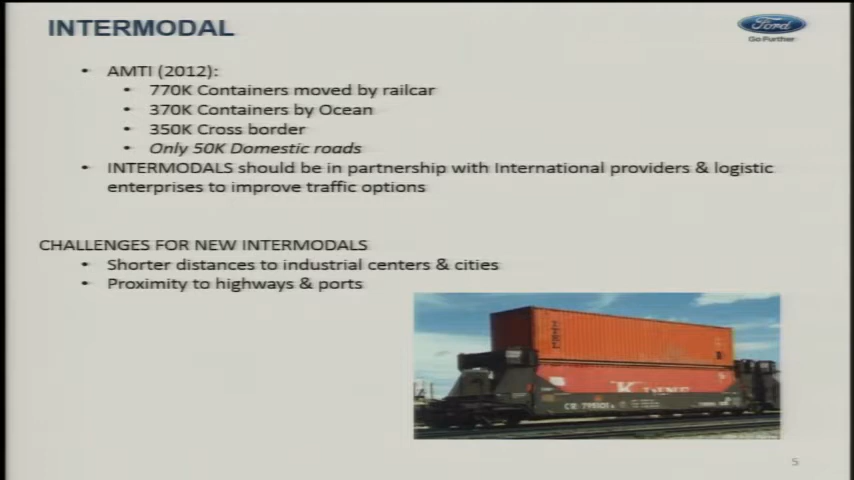 INTERMODAL
Ford
Go Further
• AMTI (2012):
• 770K Containers moved by railcar
• 370K Containers by Ocean
• 350K Cross border
• Only 50K Domestic roads
• INTERMODALS should be in partnership with International providers & logistic
enterprises to improve traffic options
CHALLENGES FOR NEW INTERMODALS
• Shorter distances to industrial centers & cities
• Proximity to highways & ports
5